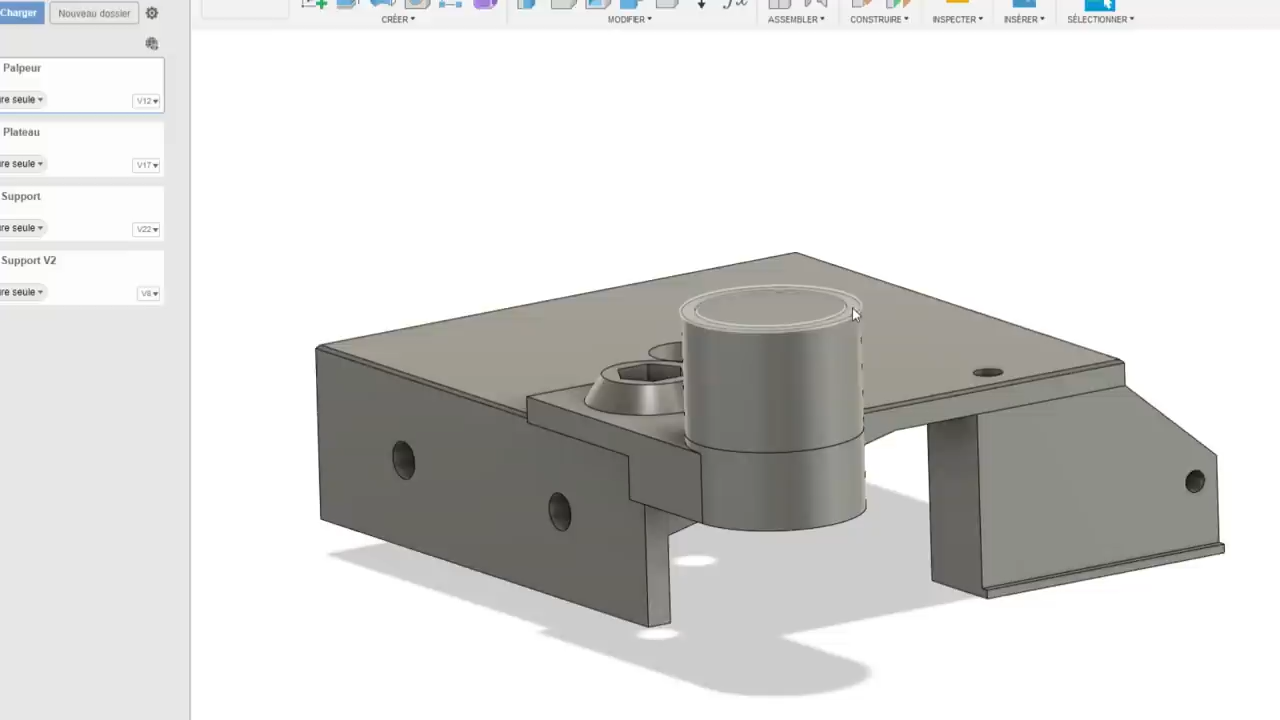 Charger Nouveau dossier
CRÉER MODIFIER ASSEMBLER CONSTRUIRE INSPECTER INSÉRER SÉLECTIONNER
Palpeur
re seule V12
Plateau
re seule V17
Support
re seule V22
Support V2
re seule V8